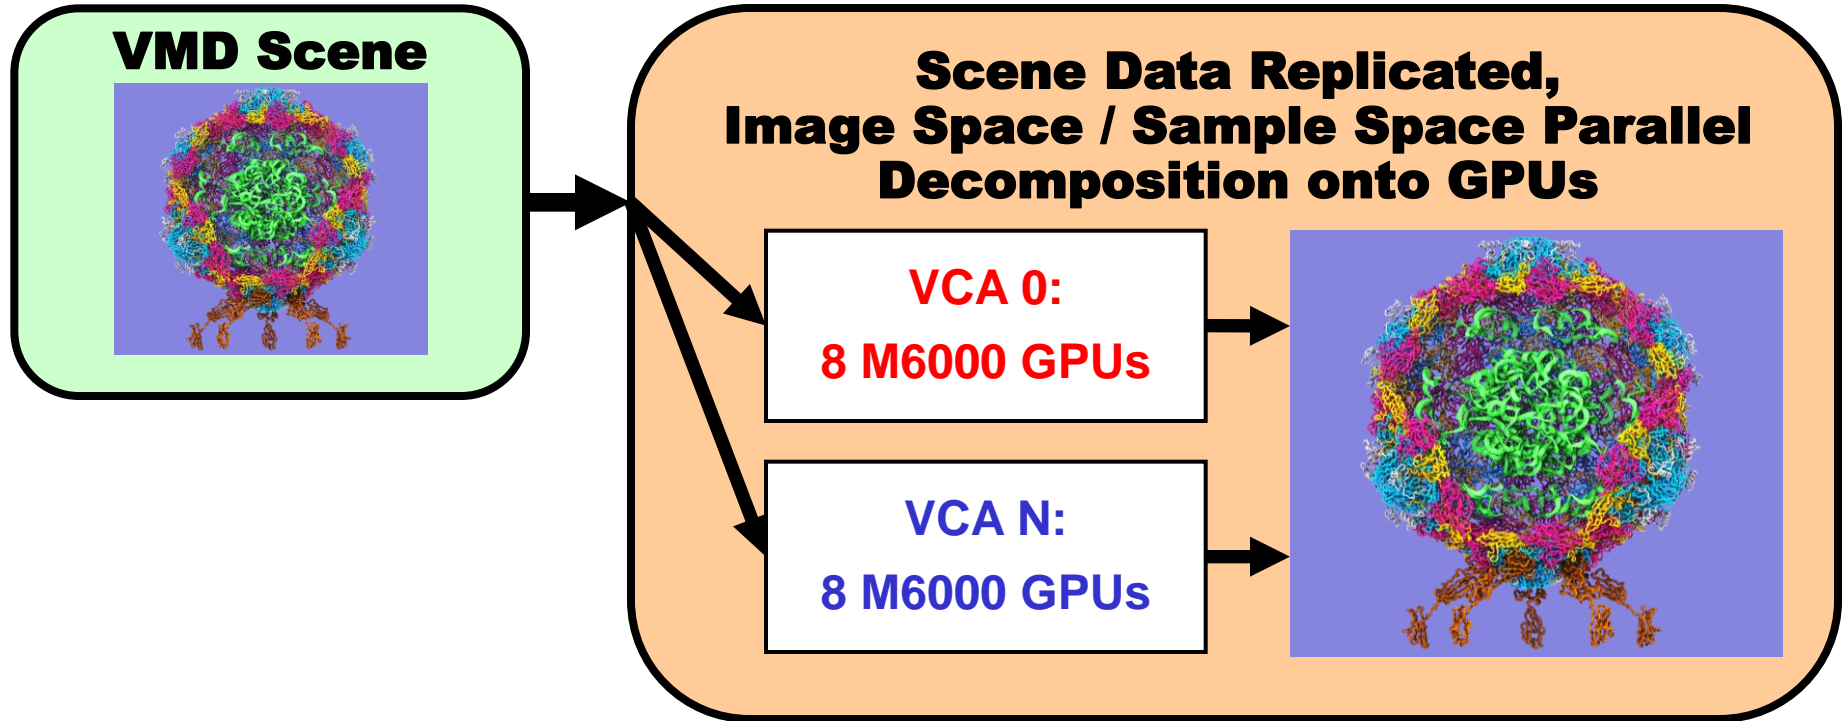 VMD Scene
Scene Data Replicated,
Image Space / Sample Space Parallel
Decomposition onto GPUs
VCA 0:
8 M6000 GPUs
VCA N:
8 M6000 GPUs